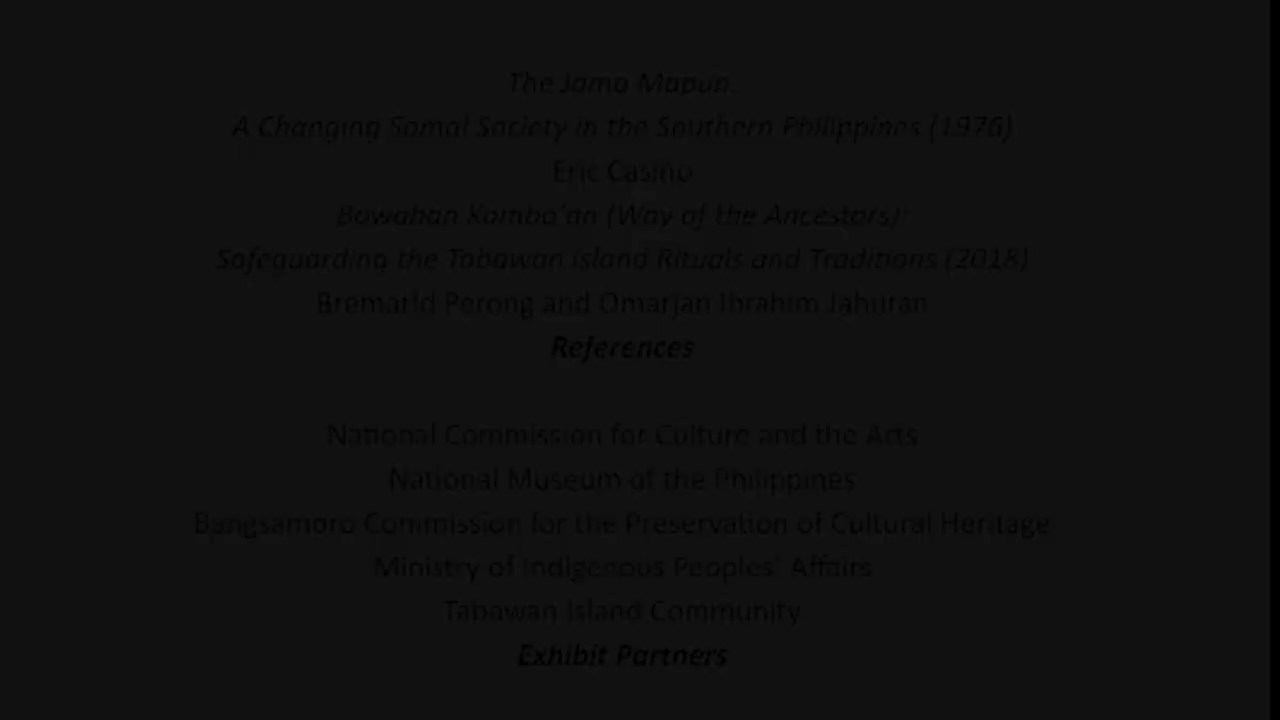 The Jama Mapun
A Changing Samal Society in the Southern Philippines (1976)
Eric Casino
Bawahan Kamba'an (Way of the Ancestors):
Safeguarding the Tabawan Island Rituals and Traditions (2018)
Bremarld Perong and Omarjan Ibrahim Jahuran
References
National Commission for Culture and the Arts
National Museum of the Philippines
Bangsamoro Commission for the Preservation of Cultural Heritage
Ministry of Indigenous Peoples' Affairs
Tabawan Island Community
Exhibit Partners